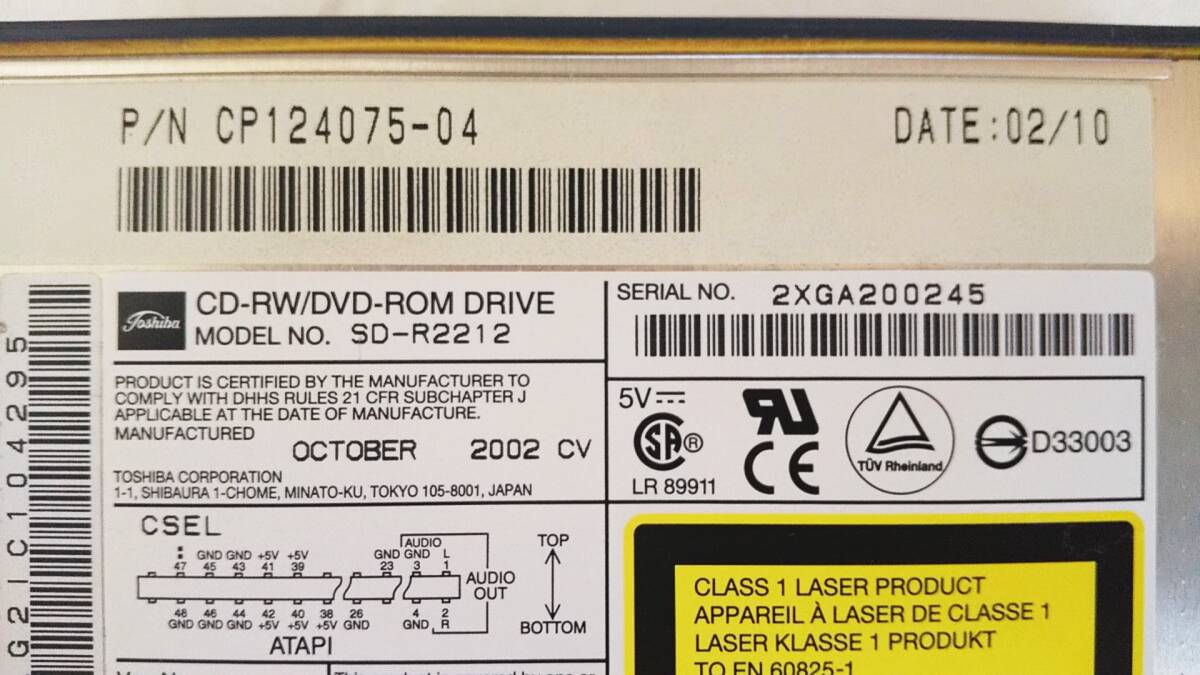 P/N CP124075-04
DATE:02/10
Toshiba
CD-RW/DVD-ROM DRIVE
MODEL NO. SD-R2212
SERIAL NO. 2XGA200245
PRODUCT IS CERTIFIED BY THE MANUFACTURER TO
COMPLY WITH DHHS RULES 21 CFR SUBCHAPTER J
APPLICABLE AT THE DATE OF MANUFACTURE.
MANUFACTURED
OCTOBER 2002 CV
TOSHIBA CORPORATION
1-1, SHIBAURA 1-CHOME, MINATO-KU, TOKYO 105-8001, JAPAN
5V
SA ®
LR 89911
CE
TÜV Rheinland
D33003
G2IC104295
CSEL
AUDIO
GND GND +5V +5V GND GND L
47 45 43 41 39 23 3 1
AUDIO
OUT
48 46 44 42 40 38 26 4 2
GND GND GND +5V +5V +5V GND GND R
ATAPI
TOP
BOTTOM
CLASS 1 LASER PRODUCT
APPAREIL À LASER DE CLASSE 1
LASER KLASSE 1 PRODUKT
TO EN 60825-1